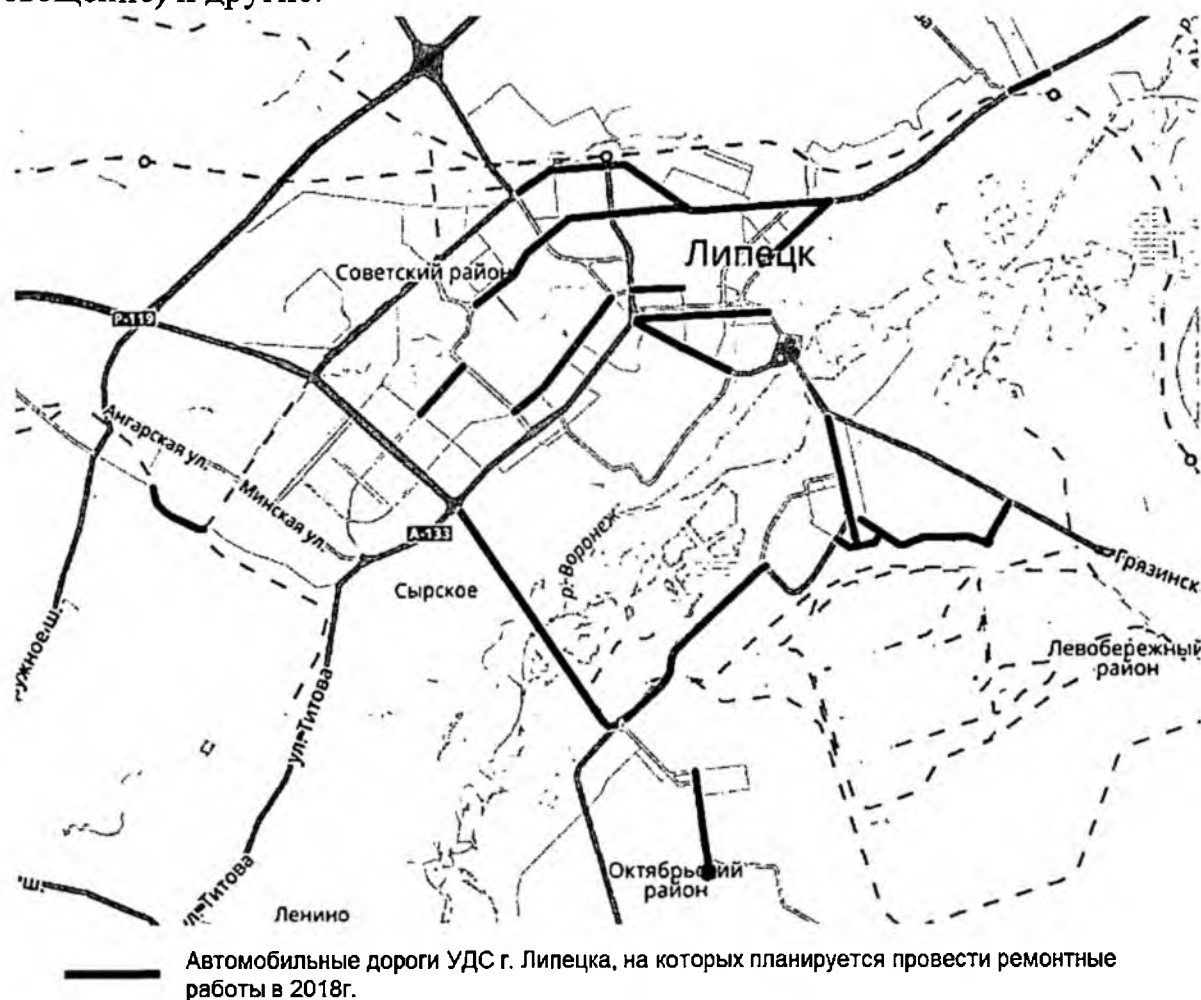 и другие.
Липецк
Советский район
Р-119
Ангарская ул.
Минская ул.
А-133
р. Воронеж
Сырское
Грязинск
Левобережный
район
ул. Титова
Октябрьский
район
ш.
ул. Титова
Ленино
Автомобильные дороги УДС г. Липецка, на которых планируется провести ремонтные
работы в 2018г.